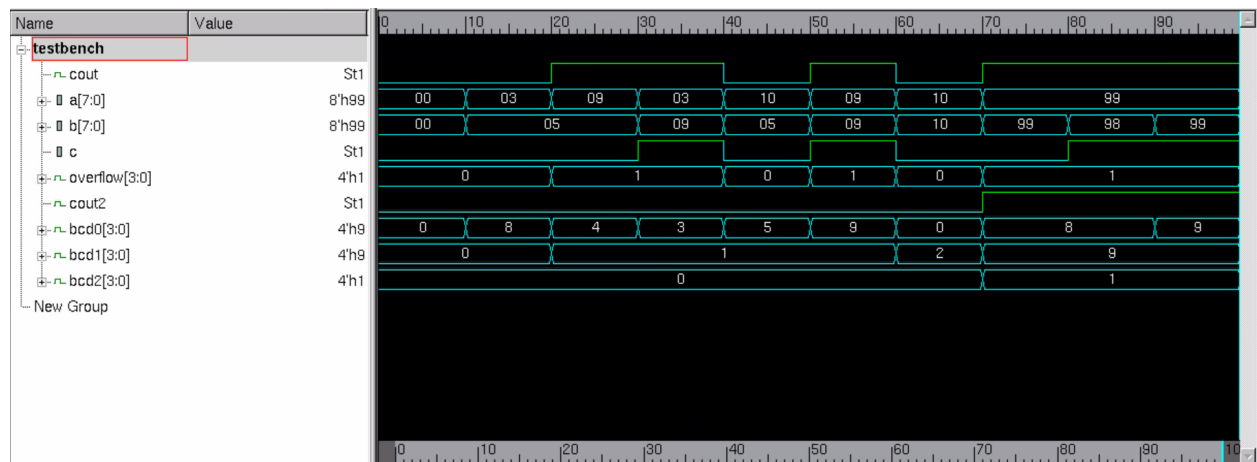 Name Value 0 10 20 30 40 50 60 70 80 90
testbench
cout St1
a[7:0] 8'h99 00 03 09 03 10 09 10 99
b[7:0] 8'h99 00 05 09 05 09 10 99 98 99
c St1
overflow[3:0] 4'h1 0 1 0 1 0 1
cout2 St1
bcd0[3:0] 4'h9 0 8 4 3 5 9 0 8 9
bcd1[3:0] 4'h9 0 1 2 9
bcd2[3:0] 4'h1 0 1
New Group
0 10 20 30 40 50 60 70 80 90 10